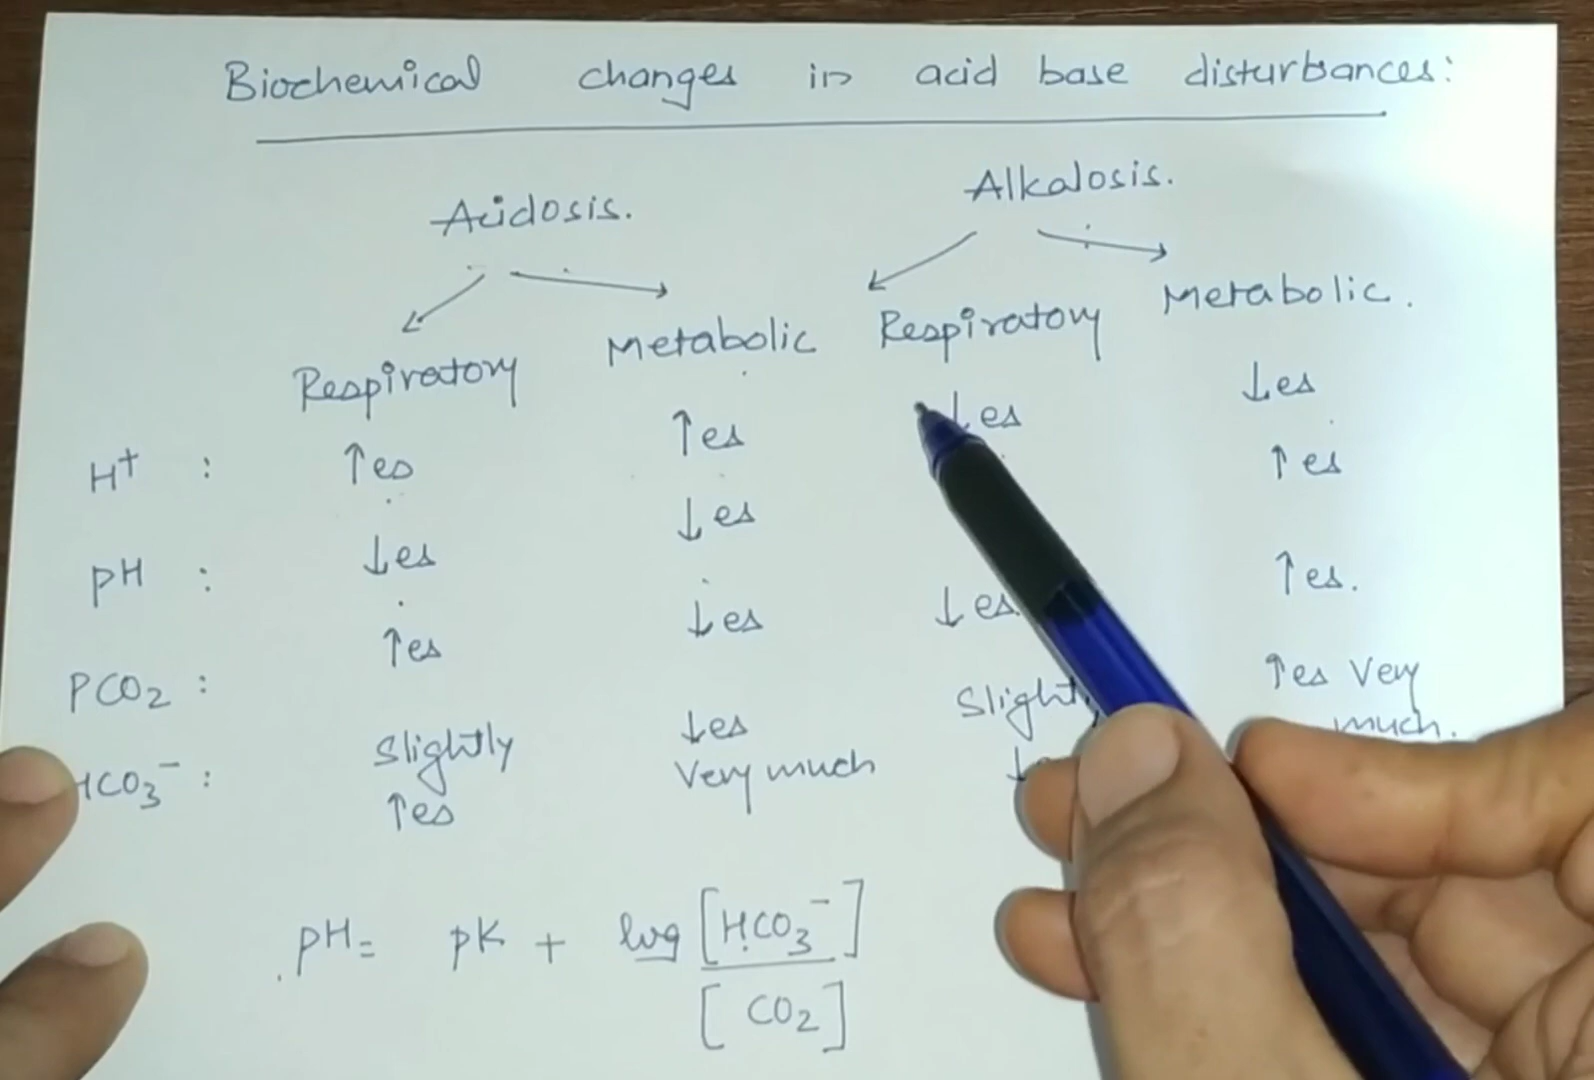 Biochemical changes in acid base disturbances:
Acidosis. Alkalosis.
Respiratory Metabolic Respiratory Metabolic.
H+ : ↑es ↑es ↓es ↓es
pH : ↓es ↓es ↑es
PCO2 : ↑es ↓es ↓es ↑es.
HCO3- : Slightly ↑es ↓es Very much Slight ↑es Very much.
pH = pK + log [HCO3-]
[CO2]